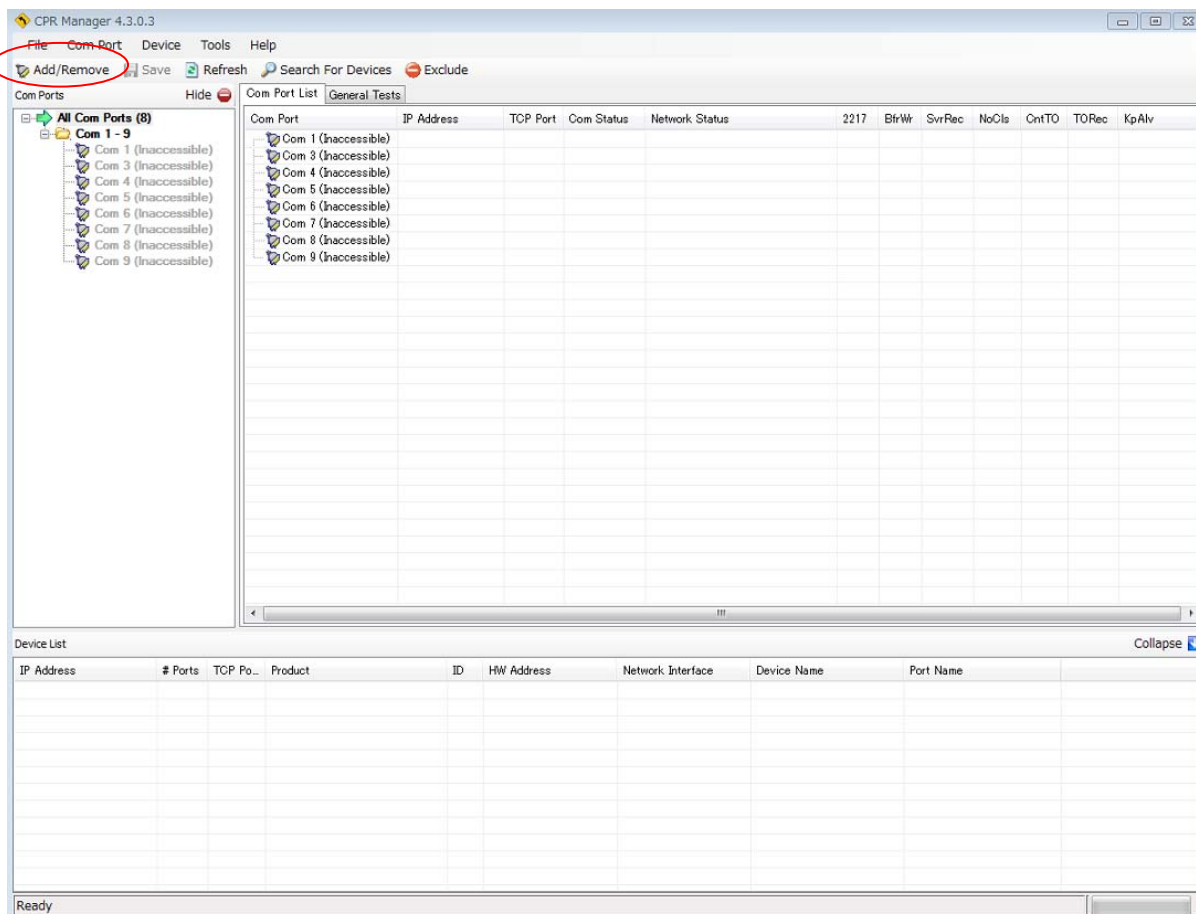 CPR Manager 4.3.0.3
File Com Port Device Tools Help
Add/Remove Save Refresh Search For Devices Exclude
Com Ports Hide
All Com Ports (8)
Com 1 - 9
Com 1 (Inaccessible)
Com 3 (Inaccessible)
Com 4 (Inaccessible)
Com 5 (Inaccessible)
Com 6 (Inaccessible)
Com 7 (Inaccessible)
Com 8 (Inaccessible)
Com 9 (Inaccessible)
Com Port List General Tests
Com Port IP Address TCP Port Com Status Network Status 2217 BfrWr SvrRec NoCls CntTO TORec KpAlv
Com 1 (Inaccessible)
Com 3 (Inaccessible)
Com 4 (Inaccessible)
Com 5 (Inaccessible)
Com 6 (Inaccessible)
Com 7 (Inaccessible)
Com 8 (Inaccessible)
Com 9 (Inaccessible)
Device List Collapse
IP Address # Ports TCP Po... Product ID HW Address Network Interface Device Name Port Name
Ready